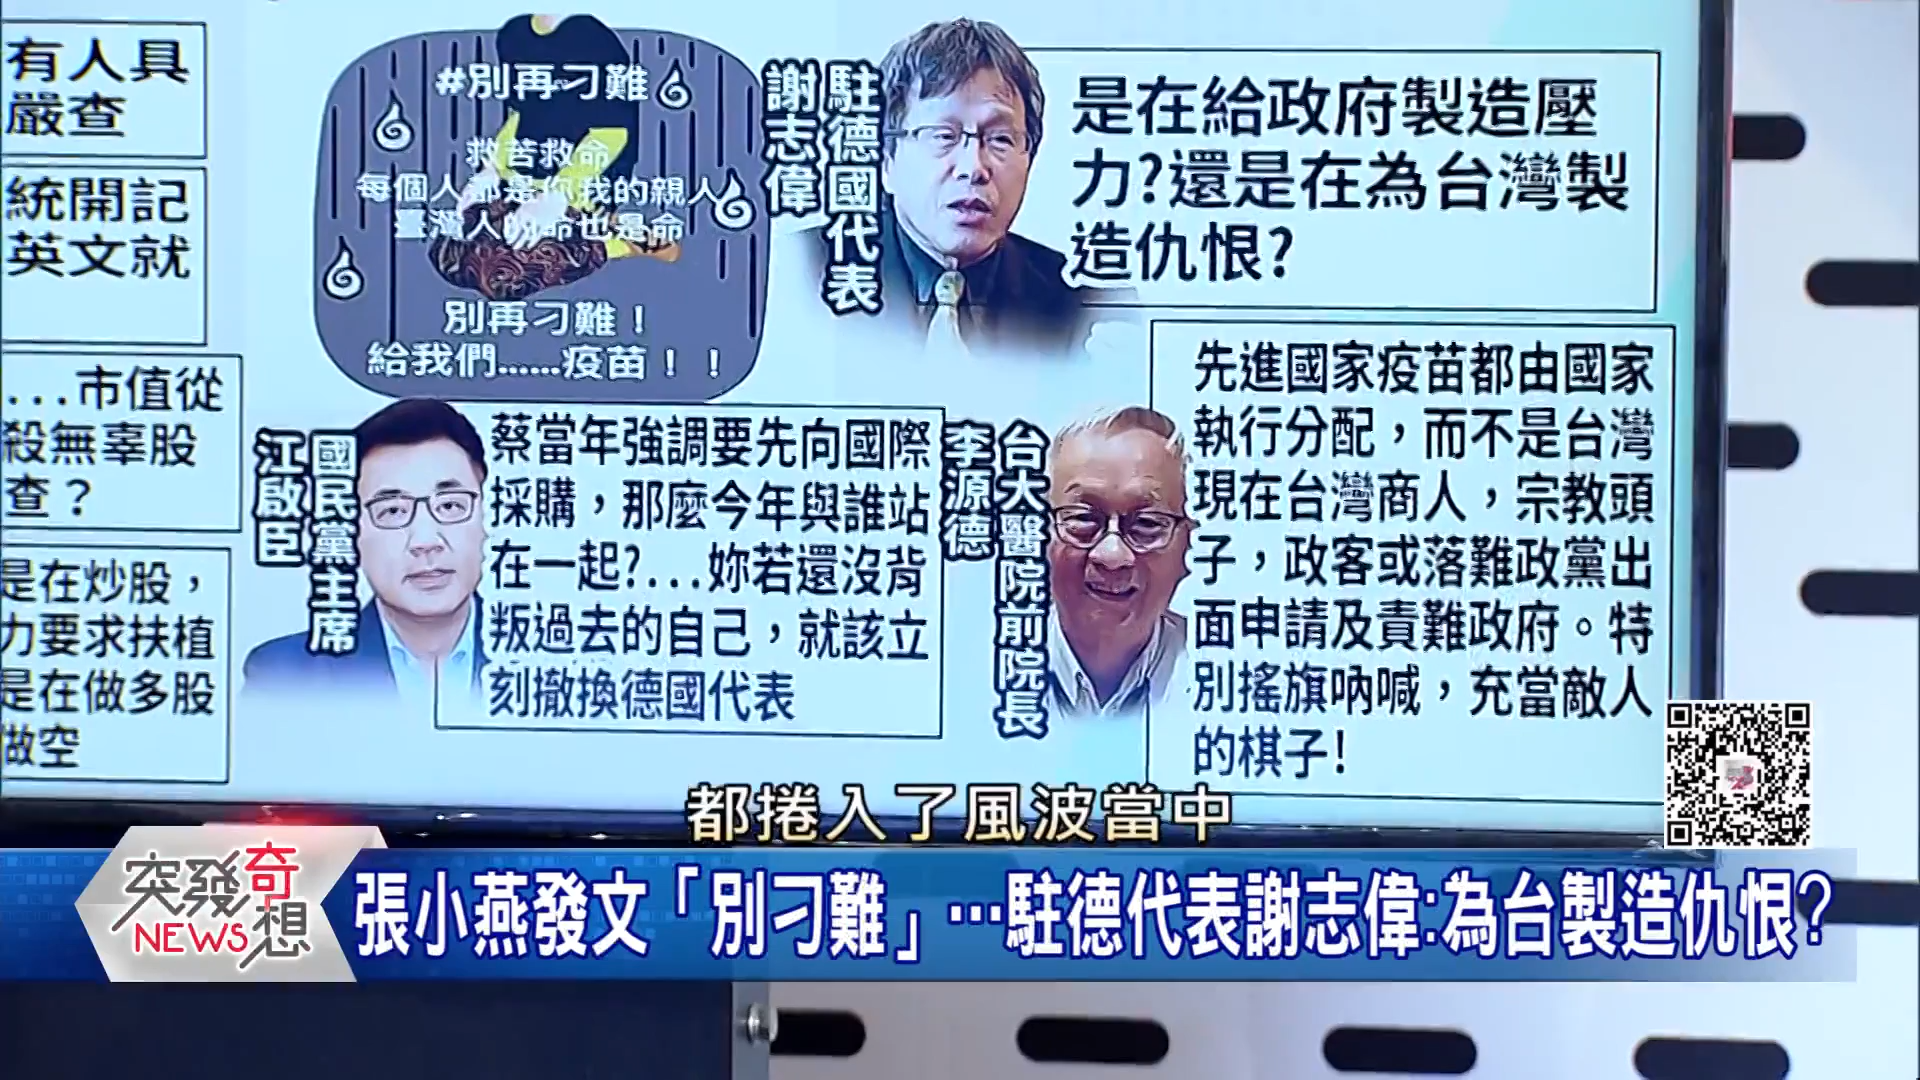 有人具
嚴查
統開記
英文就
...市值從
殺無辜股
查？
是在炒股，
力要求扶植
是在做多股
做空
#別再刁難
救苦救命
每個人都是你我的親人
臺灣人的命也是命
別再刁難！
給我們......疫苗！！
駐德國代表
謝志偉
是在給政府製造壓
力?還是在為台灣製
造仇恨?
國民黨主席
江啟臣
蔡當年強調要先向國際
採購，那麼今年與誰站
在一起?...妳若還沒背
叛過去的自己，就該立
刻撤換德國代表
台大醫院前院長
李源德
先進國家疫苗都由國家
執行分配，而不是台灣
現在台灣商人，宗教頭
子，政客或落難政黨出
面申請及責難政府。特
別搖旗吶喊，充當敵人
的棋子!
都捲入了風波當中
突發奇想
NEWS
張小燕發文「別刁難」…駐德代表謝志偉:為台製造仇恨?